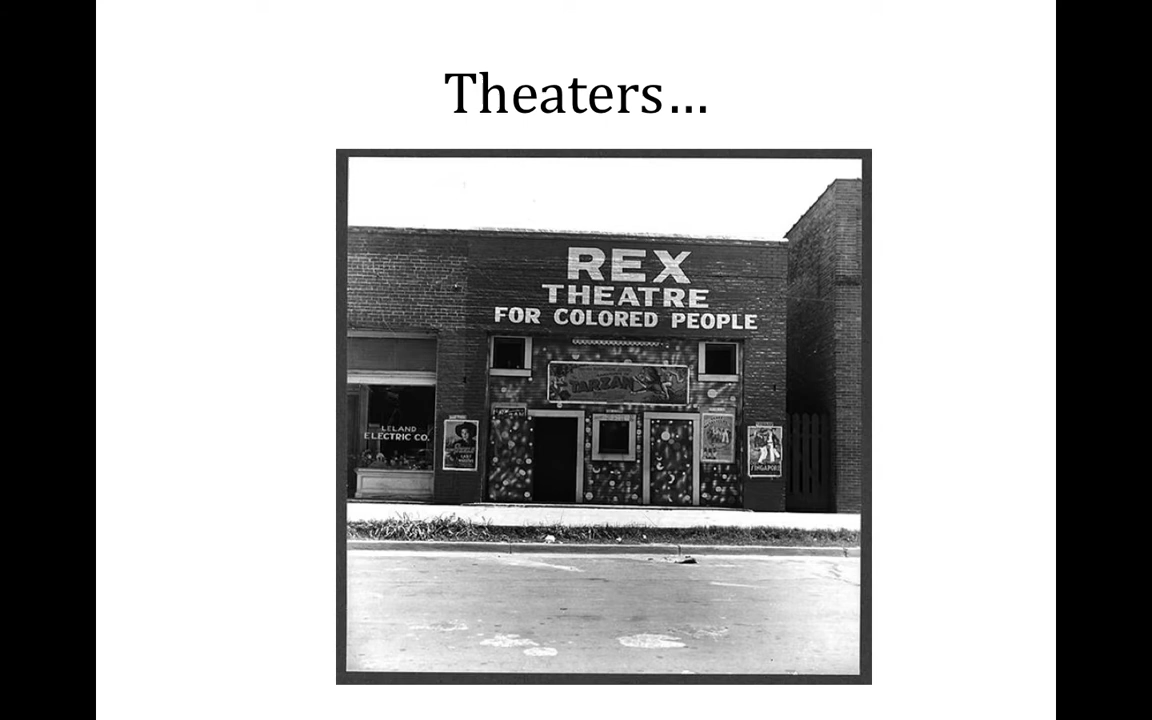 Theaters…
REX
THEATRE
FOR COLORED PEOPLE
TARZAN
LELAND
ELECTRIC CO.
SINGAPORE